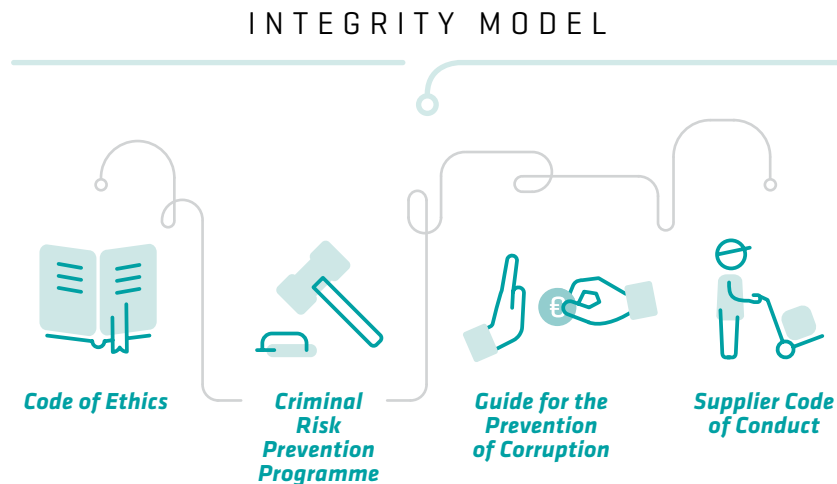 INTEGRITY MODEL
€
Code of Ethics
Criminal
Risk
Prevention
Programme
Guide for the
Prevention
of Corruption
Supplier Code
of Conduct